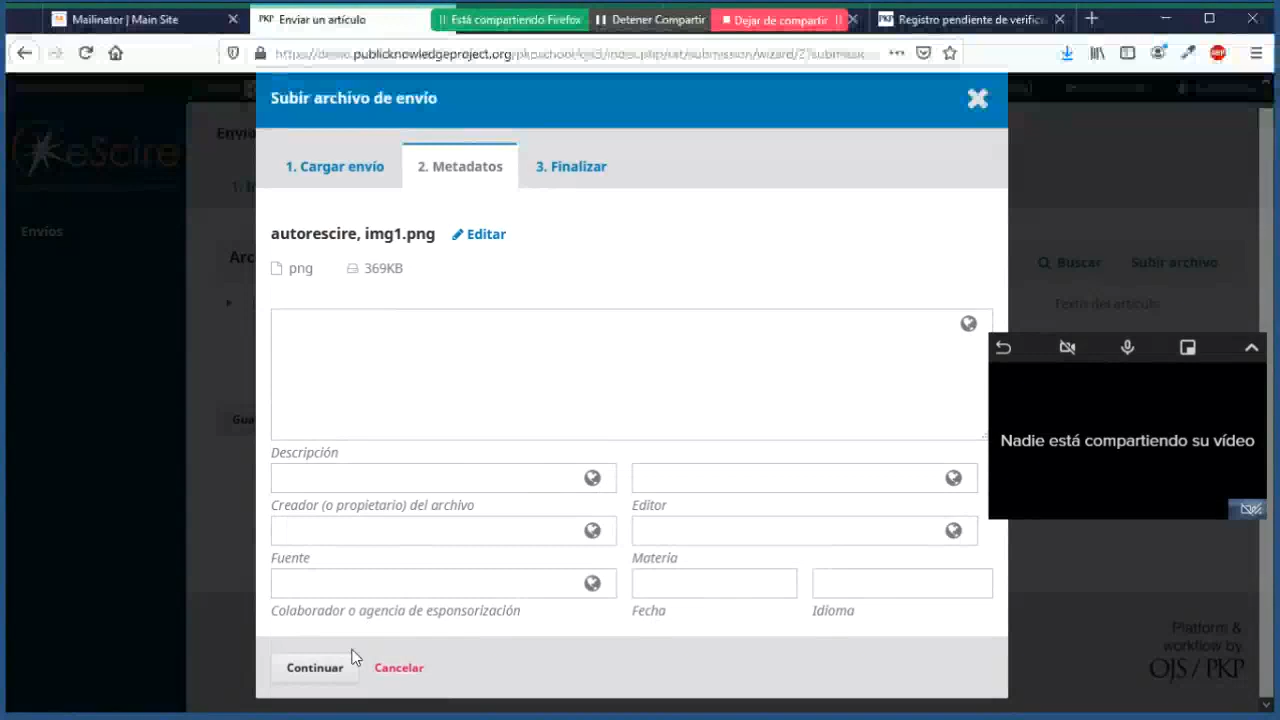 Mailinator | Main Site
PKP Enviar un artículo
Está compartiendo Firefox
Detener Compartir
Dejar de compartir
PKP Registro pendiente de verific
publicknowledgeproject.org
Subir archivo de envío
1. Cargar envío
2. Metadatos
3. Finalizar
eScire
Envíos
autorescire, img1.png
Editar
png
369KB
Buscar
Subir archivo
Texto del artículo
Descripción
Creador (o propietario) del archivo
Editor
Fuente
Materia
Colaborador o agencia de esponsorización
Fecha
Idioma
Continuar
Cancelar
Nadie está compartiendo su vídeo
Platform &
workflow by
OJS / PKP